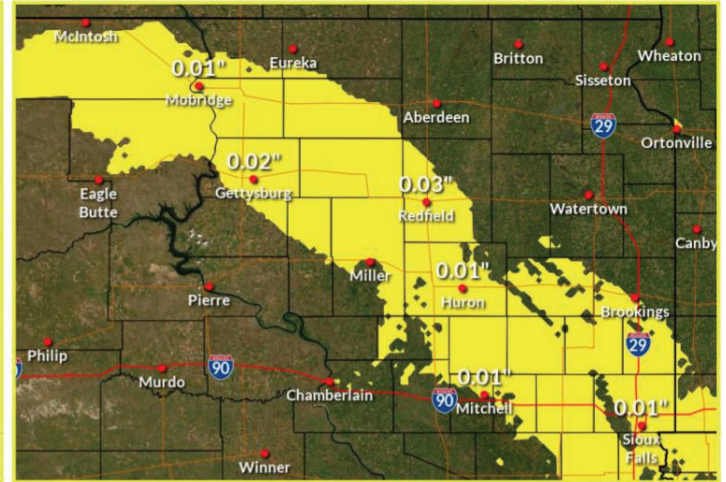 McIntosh
Eureka
Britton
Wheaton
Sisseton
0.01"
Mobridge
Aberdeen
29
Ortonville
0.02"
Gettysburg
Eagle
Butte
0.03"
Redfield
Watertown
Canby
Miller
0.01"
Huron
Pierre
Brookings
29
Philip
Murdo
90
Chamberlain
90
0.01"
Mitchell
0.01"
Sioux
Falls
Winner